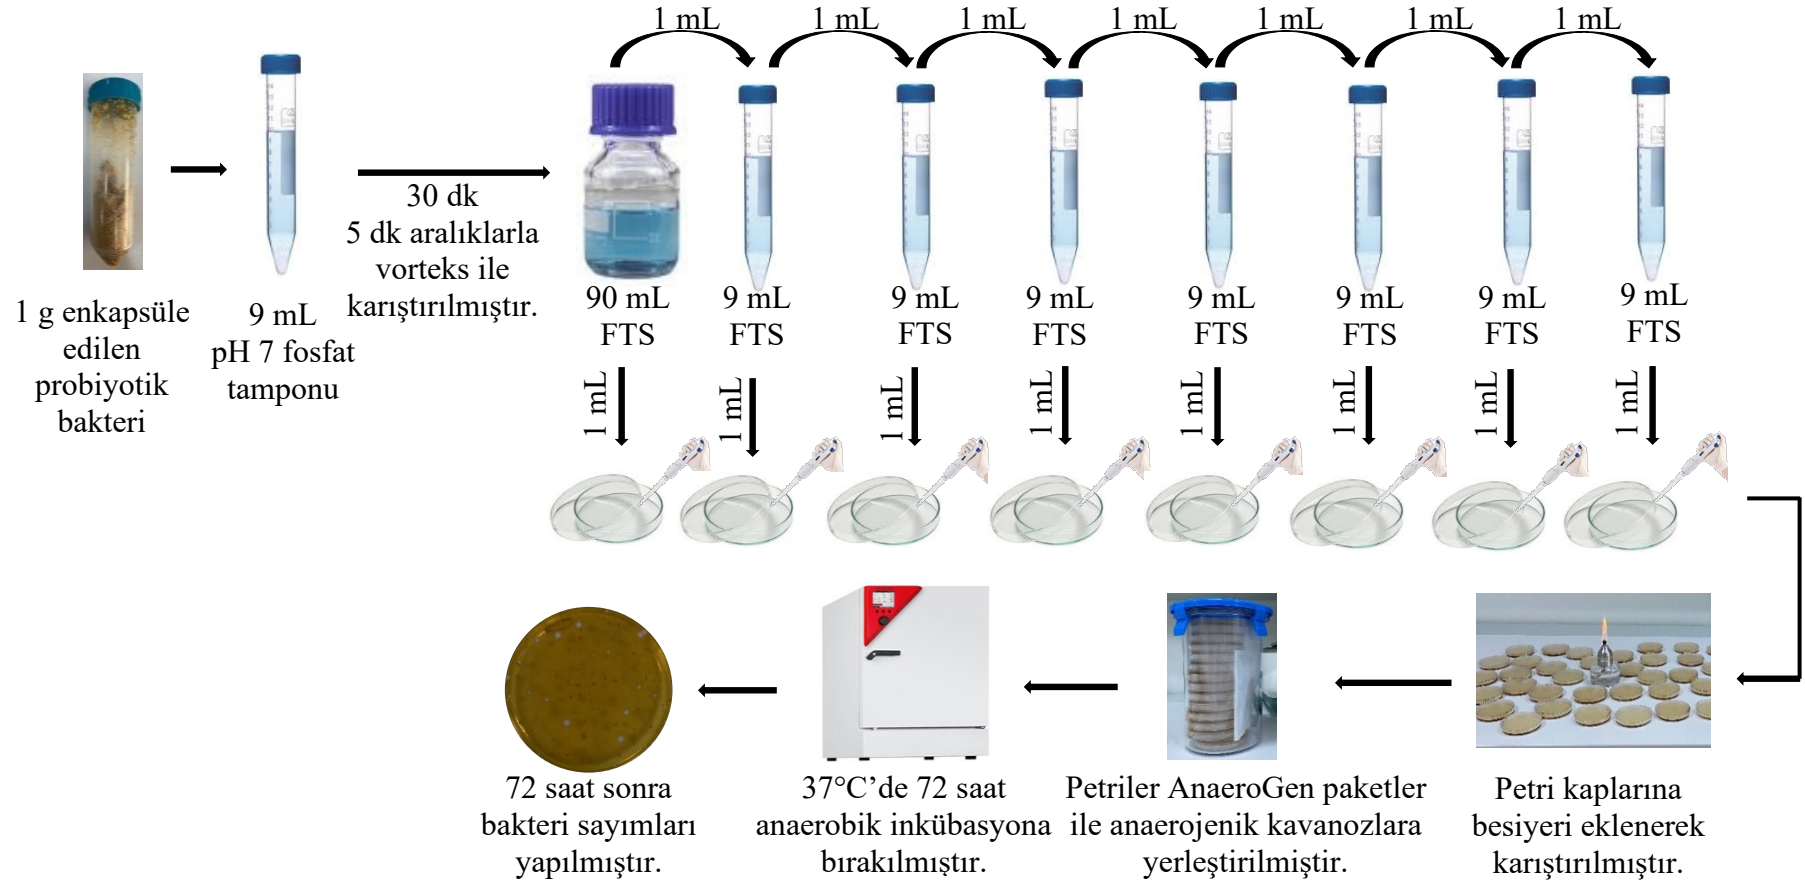 1 mL
1 mL
1 mL
1 mL
1 mL
1 mL
1 mL
1 g enkapsüle
edilen
probiyotik
bakteri
9 mL
pH 7 fosfat
tamponu
30 dk
5 dk aralıklarla
vorteks ile
karıştırılmıştır.
90 mL
FTS
9 mL
FTS
9 mL
FTS
9 mL
FTS
9 mL
FTS
9 mL
FTS
9 mL
FTS
9 mL
FTS
1 mL
1 mL
1 mL
1 mL
1 mL
1 mL
1 mL
1 mL
Petri kaplarına
besiyeri eklenerek
karıştırılmıştır.
Petriler AnaeroGen paketler
ile anaerojenik kavanozlara
yerleştirilmiştir.
37°C’de 72 saat
anaerobik inkübasyona
bırakılmıştır.
72 saat sonra
bakteri sayımları
yapılmıştır.